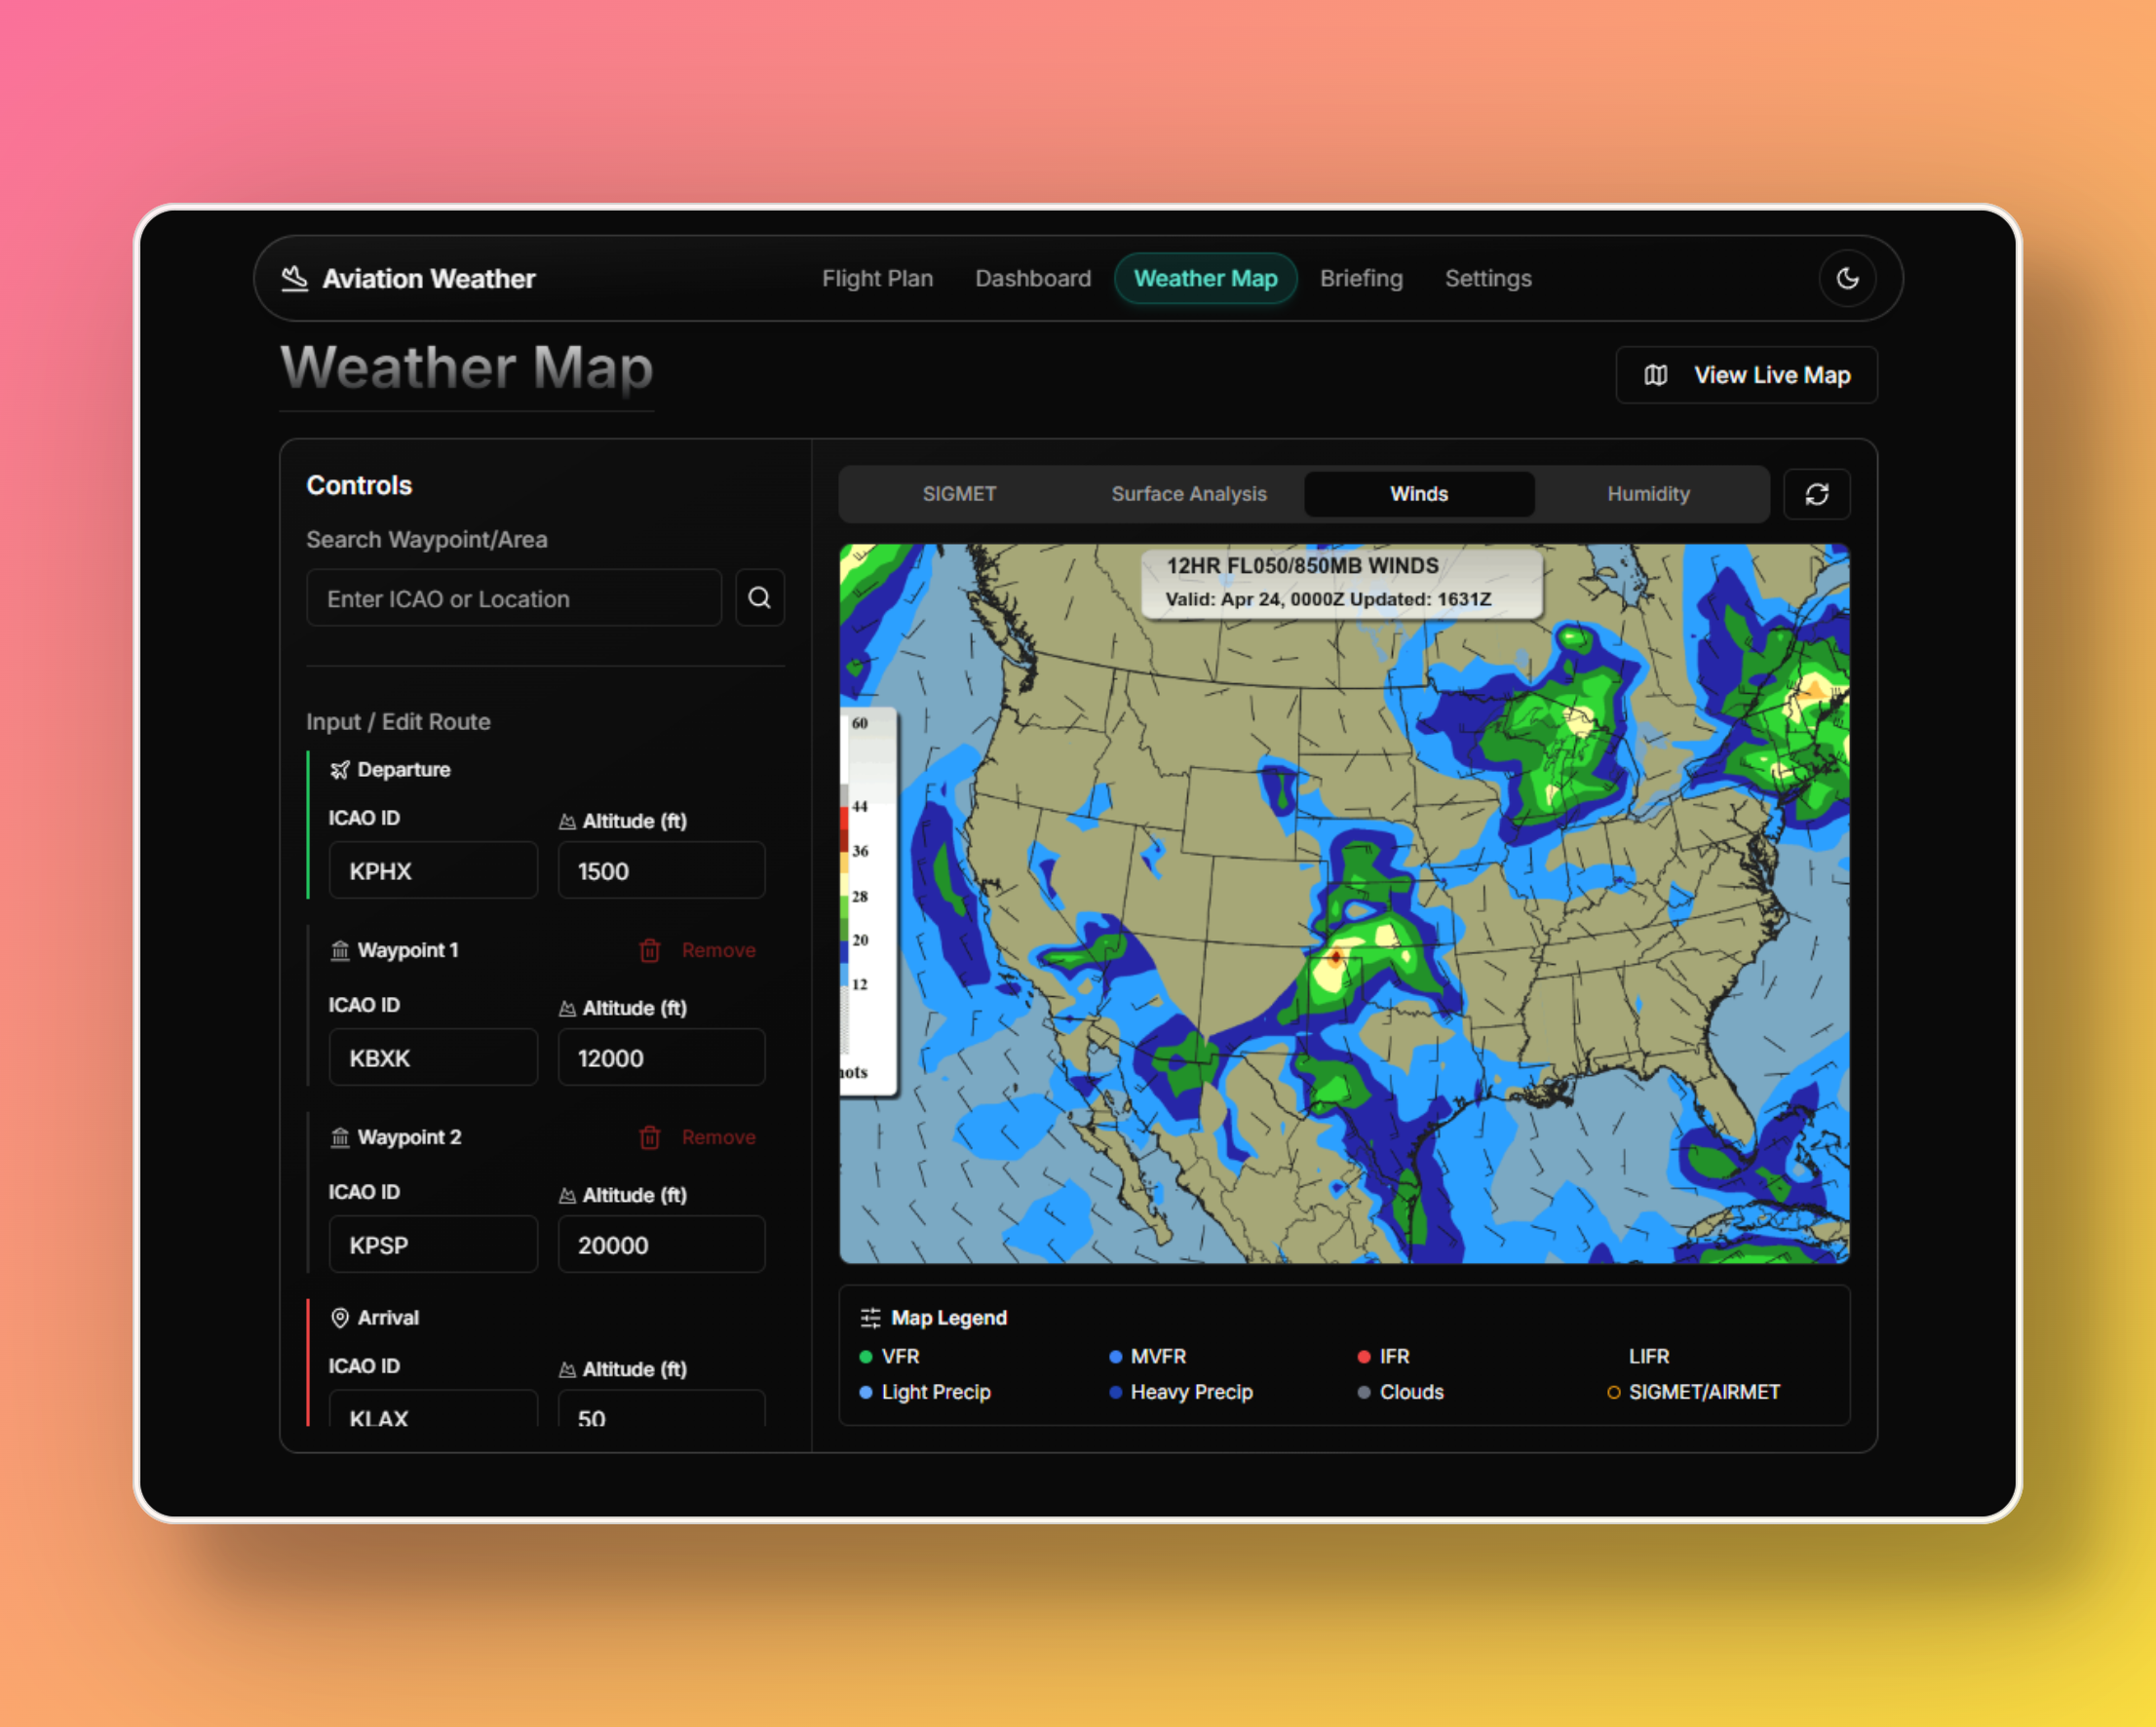 Aviation Weather
Flight Plan
Dashboard
Weather Map
Briefing
Settings
Weather Map
View Live Map
Controls
Search Waypoint/Area
Enter ICAO or Location
Input / Edit Route
Departure
ICAO ID
Altitude (ft)
KPHX
1500
Waypoint 1
Remove
ICAO ID
Altitude (ft)
KBXK
12000
Waypoint 2
Remove
ICAO ID
Altitude (ft)
KPSP
20000
Arrival
ICAO ID
Altitude (ft)
KLAX
50
SIGMET
Surface Analysis
Winds
Humidity
12HR FL050/850MB WINDS
Valid: Apr 24, 0000Z Updated: 1631Z
60
44
36
28
20
12
nots
Map Legend
VFR
MVFR
IFR
LIFR
Light Precip
Heavy Precip
Clouds
SIGMET/AIRMET